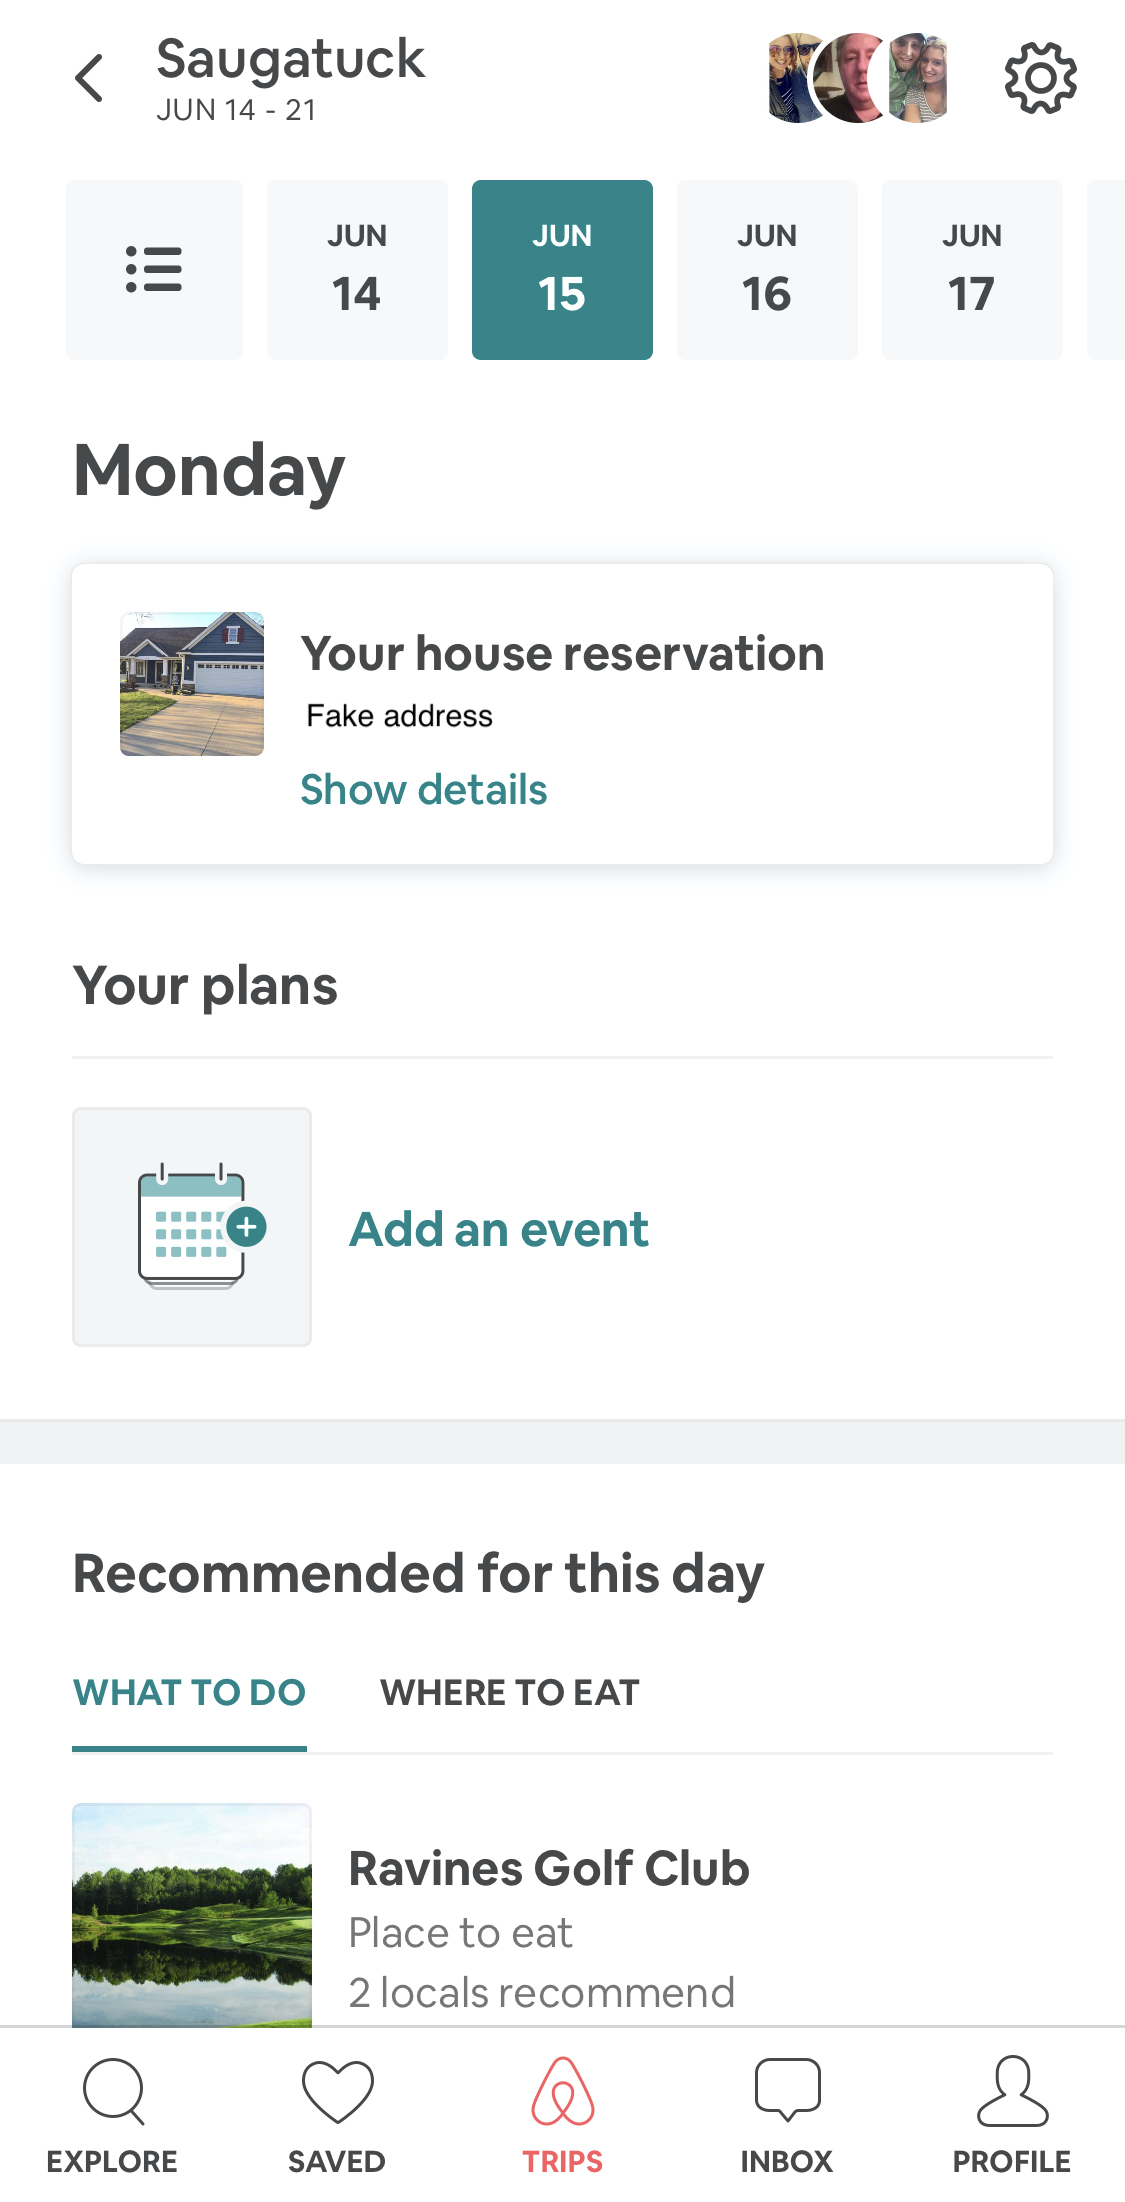 Saugatuck
JUN 14 - 21
JUN
14
JUN
15
JUN
16
JUN
17
Monday
Your house reservation
Fake address
Show details
Your plans
Add an event
Recommended for this day
WHAT TO DO
WHERE TO EAT
Ravines Golf Club
Place to eat
2 locals recommend
EXPLORE
SAVED
TRIPS
INBOX
PROFILE